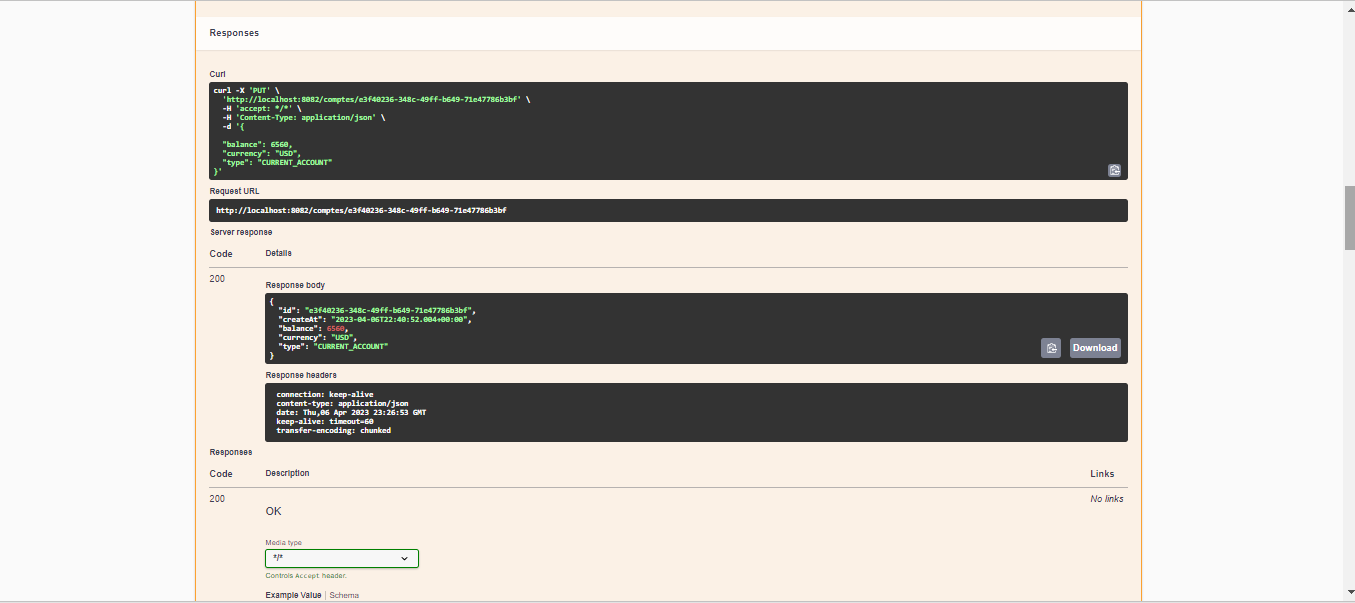 Responses
Curl
curl -X 'PUT' \
'http://localhost:8082/comptes/e3f40236-348c-49ff-b649-71e47786b3bf' \
-H 'accept: */*' \
-H 'Content-Type: application/json' \
-d '{
"balance": 6560,
"currency": "USD",
"type": "CURRENT_ACCOUNT"
}'
Request URL
http://localhost:8082/comptes/e3f40236-348c-49ff-b649-71e47786b3bf
Server response
Code Details
200
Response body
{
"id": "e3f40236-348c-49ff-b649-71e47786b3bf",
"createAt": "2023-04-06T22:40:52.004+00:00",
"balance": 6560,
"currency": "USD",
"type": "CURRENT_ACCOUNT"
}
Download
Response headers
connection: keep-alive
content-type: application/json
date: Thu,06 Apr 2023 23:26:53 GMT
keep-alive: timeout=60
transfer-encoding: chunked
Responses
Code Description Links
200 No links
OK
Media type
*/*
Controls Accept header.
Example Value | Schema